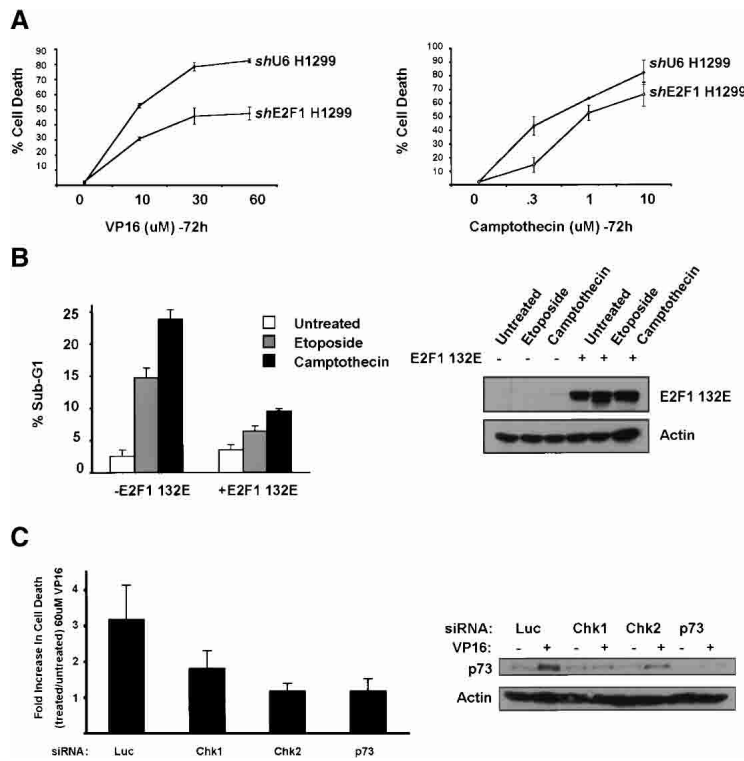 A
% Cell Death
90
80
70
60
50
40
30
20
10
shU6 H1299
shE2F1 H1299
0 10 30 60
VP16 (uM) -72h
% Cell Death
100
90
80
70
60
50
40
30
20
10
shU6 H1299
shE2F1 H1299
0 .3 1 10
Camptothecin (uM) -72h
B
% Sub-G1
25
20
15
10
5
0
Untreated
Etoposide
Camptothecin
-E2F1 132E +E2F1 132E
Untreated Etoposide Camptothecin Untreated Etoposide Camptothecin
E2F1 132E - - - + + +
E2F1 132E
Actin
C
Fold Increase In Cell Death
(treated/untreated) 60uM VP16
4
3
2
1
siRNA: Luc Chk1 Chk2 p73
siRNA: Luc Chk1 Chk2 p73
VP16: - + - + - + - +
p73
Actin